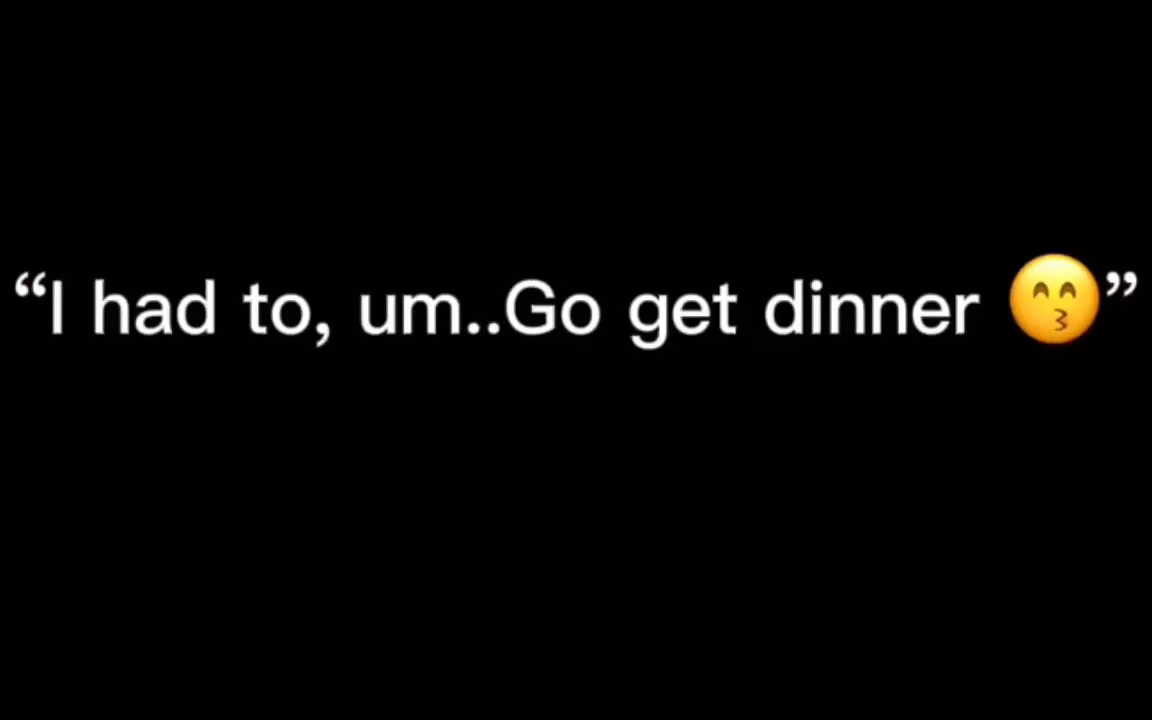 “I had to, um..Go get dinner 😙”